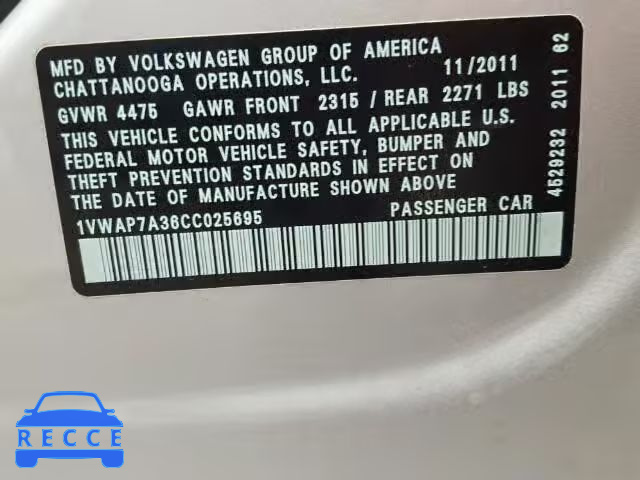 MFD BY VOLKSWAGEN GROUP OF AMERICA
CHATTANOOGA OPERATIONS, LLC. 11/2011
GVWR 4475 GAWR FRONT 2315 / REAR 2271 LBS
THIS VEHICLE CONFORMS TO ALL APPLICABLE U.S.
FEDERAL MOTOR VEHICLE SAFETY, BUMPER AND
THEFT PREVENTION STANDARDS IN EFFECT ON
THE DATE OF MANUFACTURE SHOWN ABOVE
1VWAP7A36CC025695 PASSENGER CAR
4529232 2011 62
RECCE